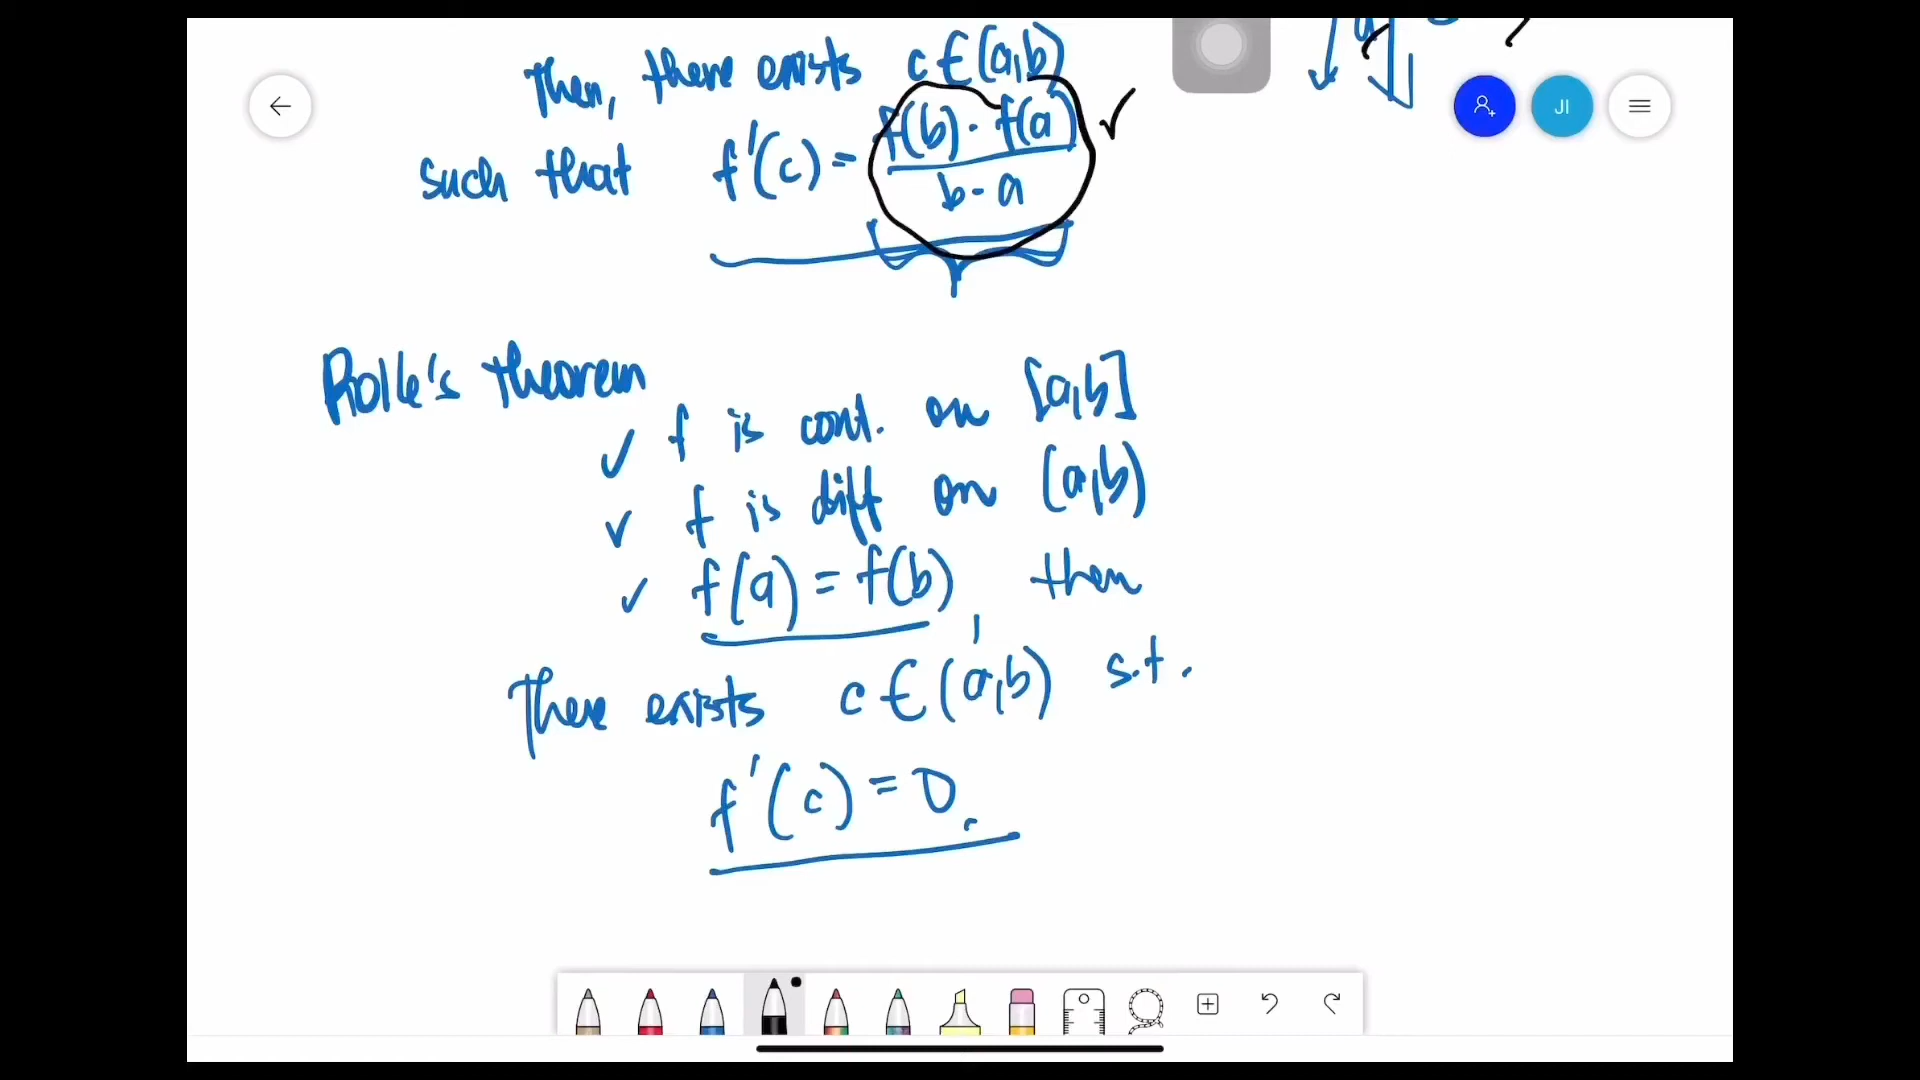 Then, there exists c ∈ (a,b)
such that f'(c) = f(b) - f(a) / b - a ✓
JI
Rolle's theorem
✓ f is cont. on [a,b]
✓ f is diff on (a,b)
✓ f(a) = f(b), then
There exists c ∈ (a,b) s.t.
f'(c) = 0.